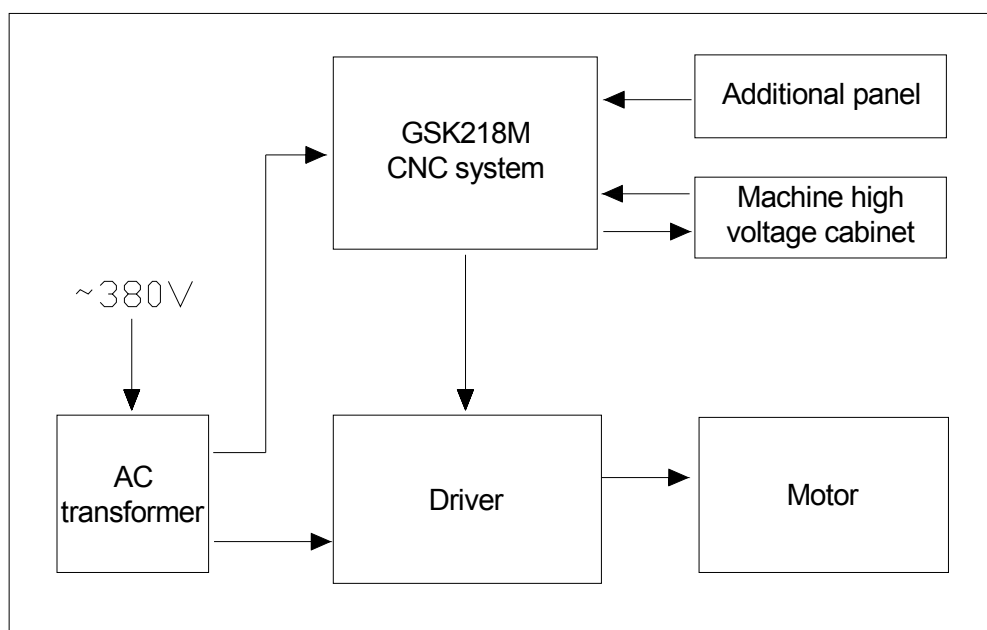 GSK218M
CNC system
Additional panel
Machine high
voltage cabinet
~380V
AC
transformer
Driver
Motor